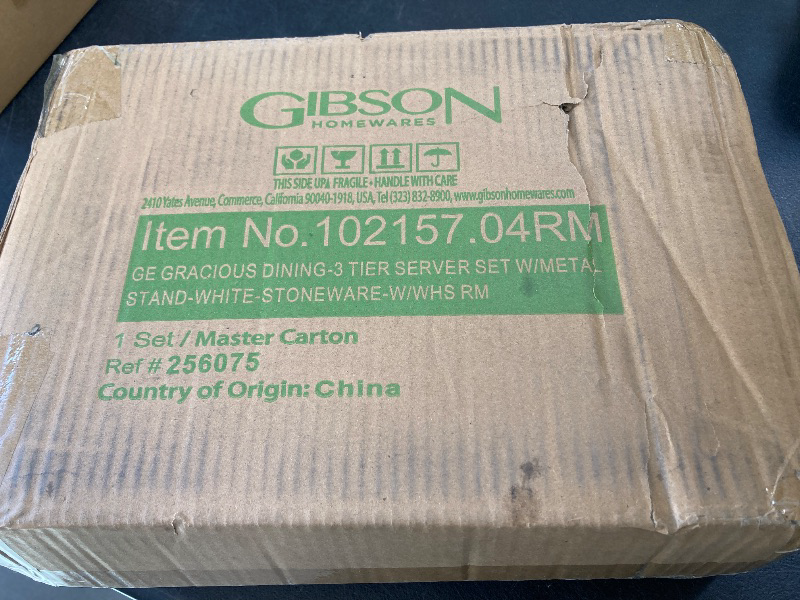 GIBSON
HOMEWARES
THIS SIDE UP& FRAGILE • HANDLE WITH CARE
2410 Yates Avenue, Commerce, California 90040-1918, USA, Tel (323) 832-8900, www.gibsonhomewares.com
Item No.102157.04RM
GE GRACIOUS DINING-3 TIER SERVER SET W/METAL
STAND-WHITE-STONEWARE-W/WHS RM
1 Set / Master Carton
Ref # 256075
Country of Origin: China